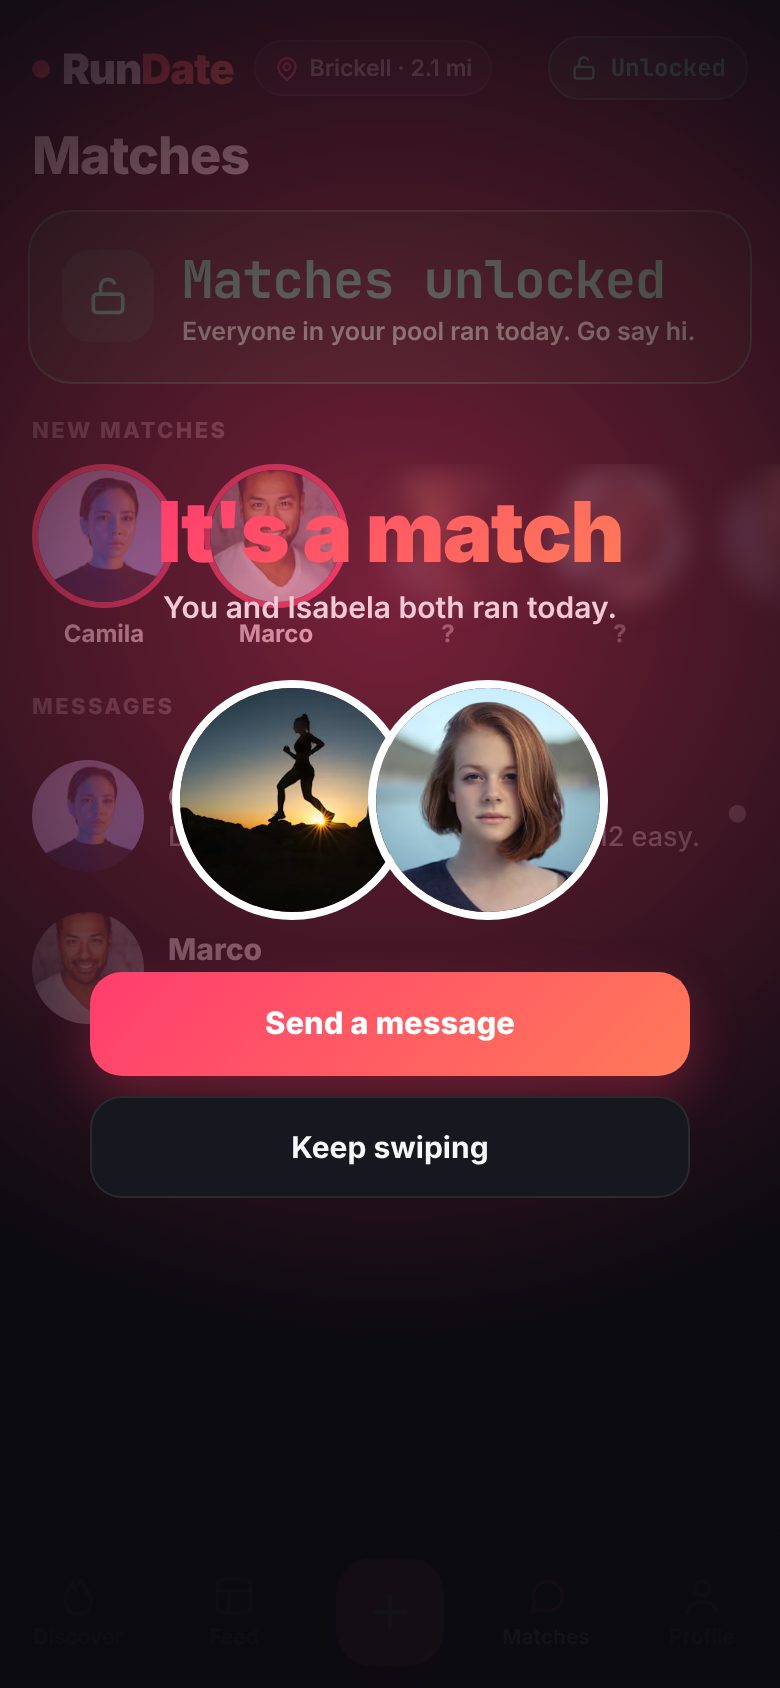 RunDate
Brickell · 2.1 mi
Unlocked
Matches
Matches unlocked
Everyone in your pool ran today. Go say hi.
NEW MATCHES
It's a match
You and Isabela both ran today.
Camila
Marco
?
?
MESSAGES
12 easy.
Marco
Send a message
Keep swiping
Discover
Feed
Matches
Profile